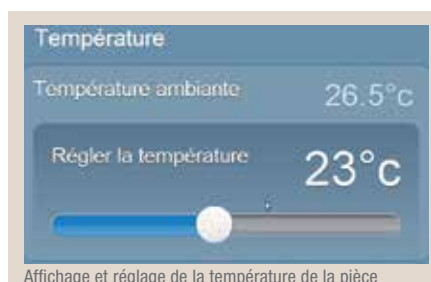 Température
Température ambiante 26.5°c
Régler la température 23°c
Affichage et réglage de la température de la pièce